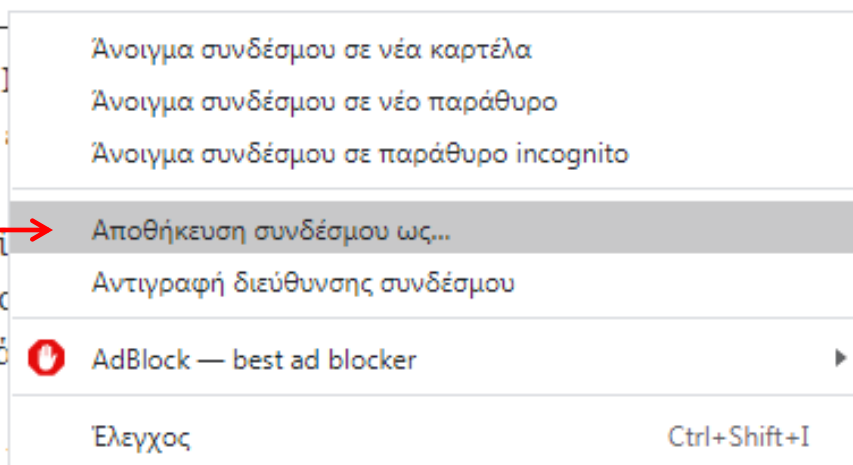 Άνοιγμα συνδέσμου σε νέα καρτέλα
Άνοιγμα συνδέσμου σε νέο παράθυρο
Άνοιγμα συνδέσμου σε παράθυρο incognito
Αποθήκευση συνδέσμου ως...
Αντιγραφή διεύθυνσης συνδέσμου
AdBlock — best ad blocker
Έλεγχος Ctrl+Shift+I